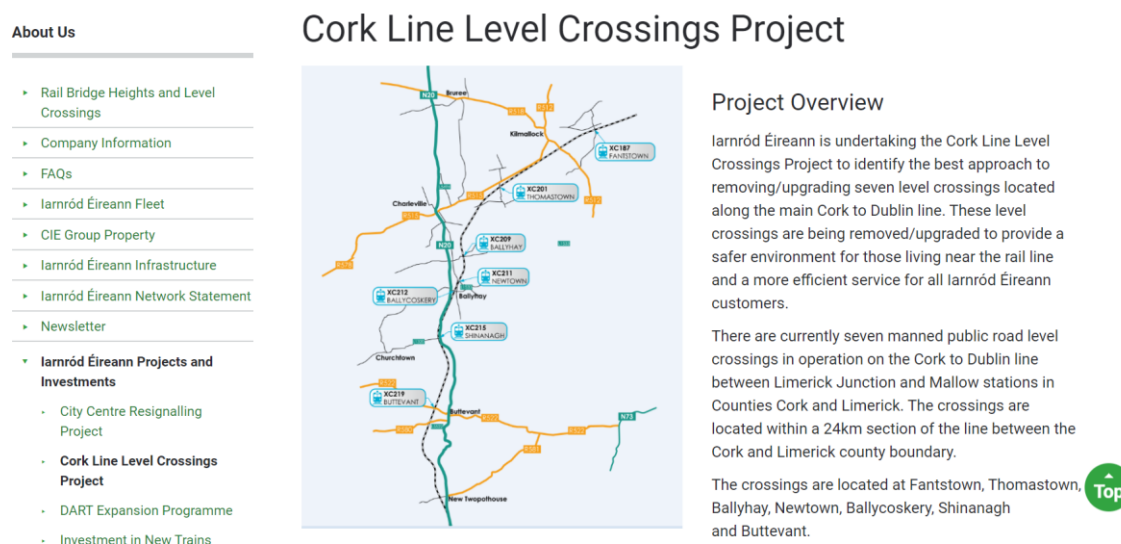 About Us
Rail Bridge Heights and Level
Crossings
Company Information
FAQs
Iarnród Éireann Fleet
CIE Group Property
Iarnród Éireann Infrastructure
Iarnród Éireann Network Statement
Newsletter
Iarnród Éireann Projects and
Investments
City Centre Resignalling
Project
Cork Line Level Crossings
Project
DART Expansion Programme
Investment in New Trains
Cork Line Level Crossings Project
N20
Bruree
R518
R512
Kilmallock
XC187
FANTSTOWN
XC201
THOMASTOWN
Charleville
R515
N20
XC209
BALLYHAY
XC211
NEWTOWN
XC212
BALLYCOSKERY
Ballyhay
XC215
SHINANAGH
Churchtown
R522
XC219
BUTTEVANT
Buttevant
R522
N73
New Twopothouse
Project Overview
Iarnród Éireann is undertaking the Cork Line Level
Crossings Project to identify the best approach to
removing/upgrading seven level crossings located
along the main Cork to Dublin line. These level
crossings are being removed/upgraded to provide a
safer environment for those living near the rail line
and a more efficient service for all Iarnród Éireann
customers.
There are currently seven manned public road level
crossings in operation on the Cork to Dublin line
between Limerick Junction and Mallow stations in
Counties Cork and Limerick. The crossings are
located within a 24km section of the line between the
Cork and Limerick county boundary.
The crossings are located at Fantstown, Thomastown,
Ballyhay, Newtown, Ballycoskery, Shinanagh
and Buttevant.
Top